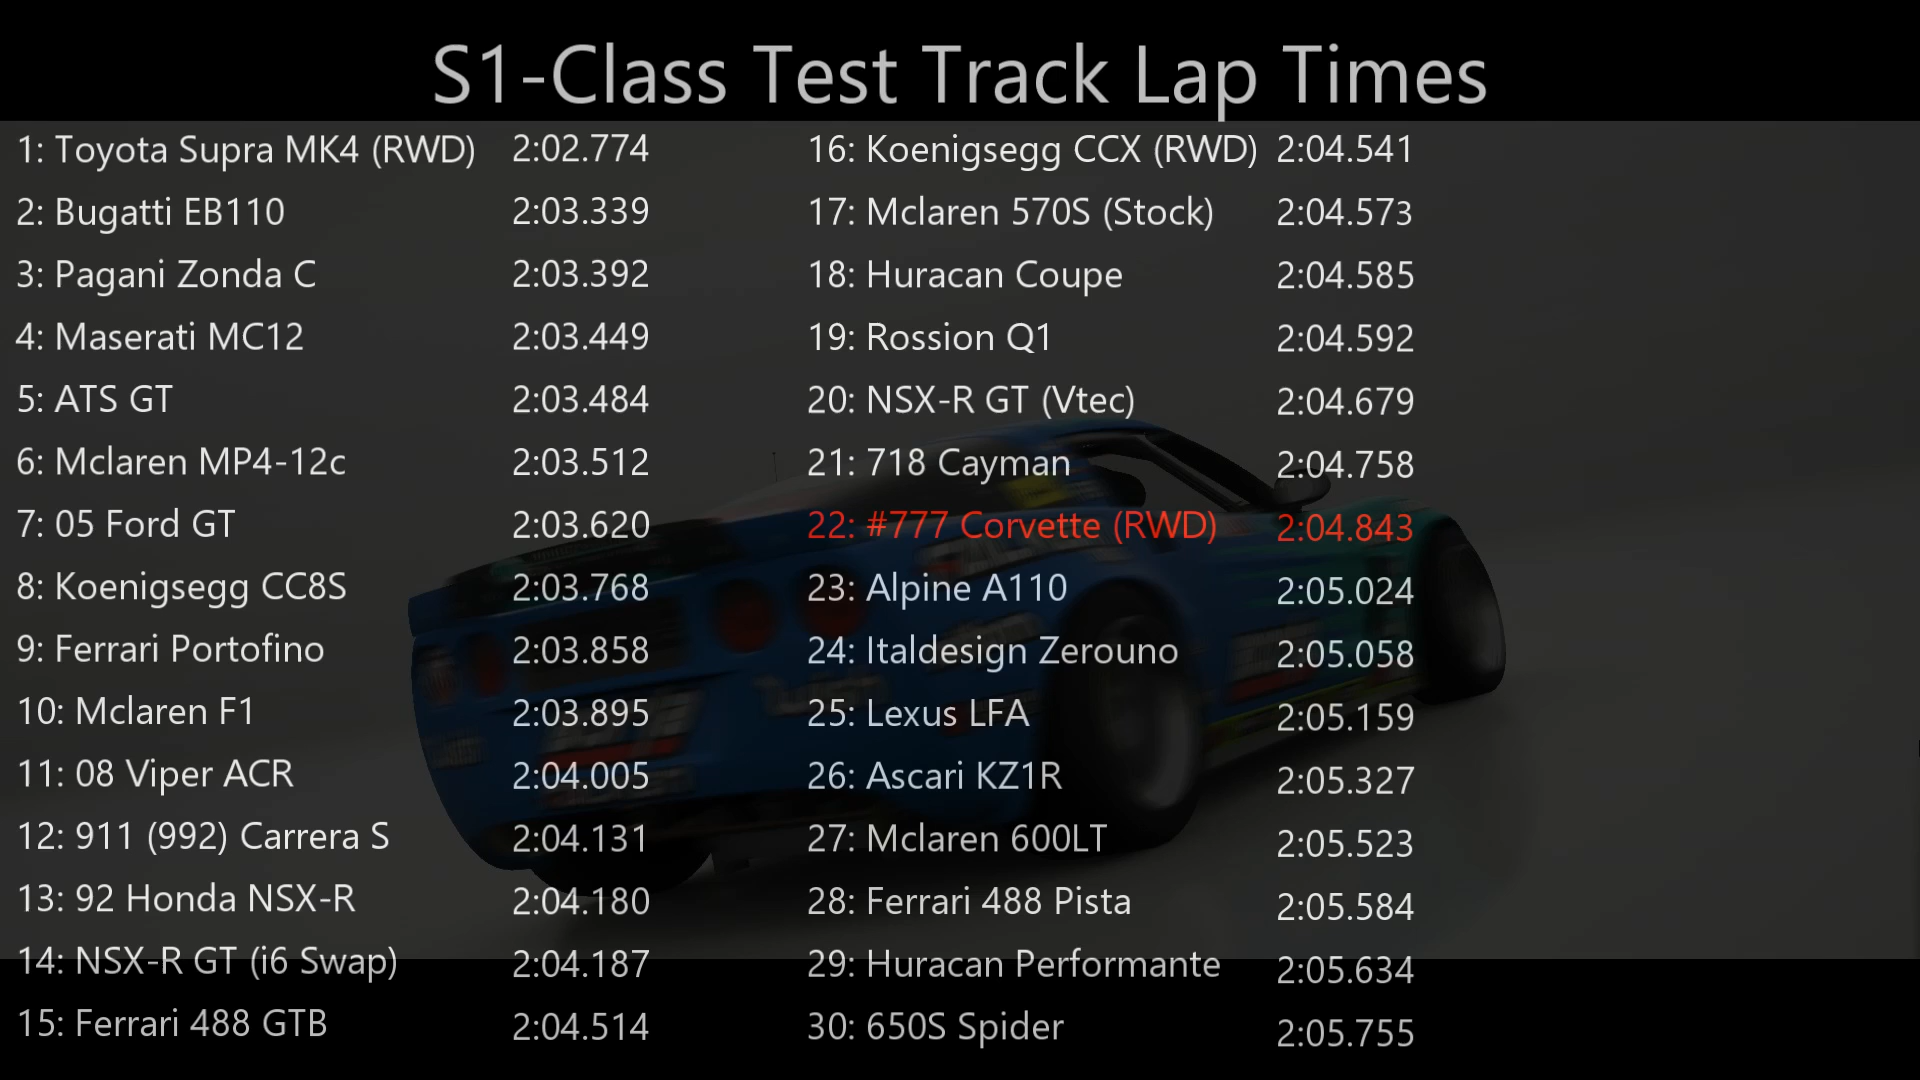 S1-Class Test Track Lap Times
1: Toyota Supra MK4 (RWD) 2:02.774
2: Bugatti EB110 2:03.339
3: Pagani Zonda C 2:03.392
4: Maserati MC12 2:03.449
5: ATS GT 2:03.484
6: Mclaren MP4-12c 2:03.512
7: 05 Ford GT 2:03.620
8: Koenigsegg CC8S 2:03.768
9: Ferrari Portofino 2:03.858
10: Mclaren F1 2:03.895
11: 08 Viper ACR 2:04.005
12: 911 (992) Carrera S 2:04.131
13: 92 Honda NSX-R 2:04.180
14: NSX-R GT (i6 Swap) 2:04.187
15: Ferrari 488 GTB 2:04.514
16: Koenigsegg CCX (RWD) 2:04.541
17: Mclaren 570S (Stock) 2:04.573
18: Huracan Coupe 2:04.585
19: Rossion Q1 2:04.592
20: NSX-R GT (Vtec) 2:04.679
21: 718 Cayman 2:04.758
22: #777 Corvette (RWD) 2:04.843
23: Alpine A110 2:05.024
24: Italdesign Zerouno 2:05.058
25: Lexus LFA 2:05.159
26: Ascari KZ1R 2:05.327
27: Mclaren 600LT 2:05.523
28: Ferrari 488 Pista 2:05.584
29: Huracan Performante 2:05.634
30: 650S Spider 2:05.755